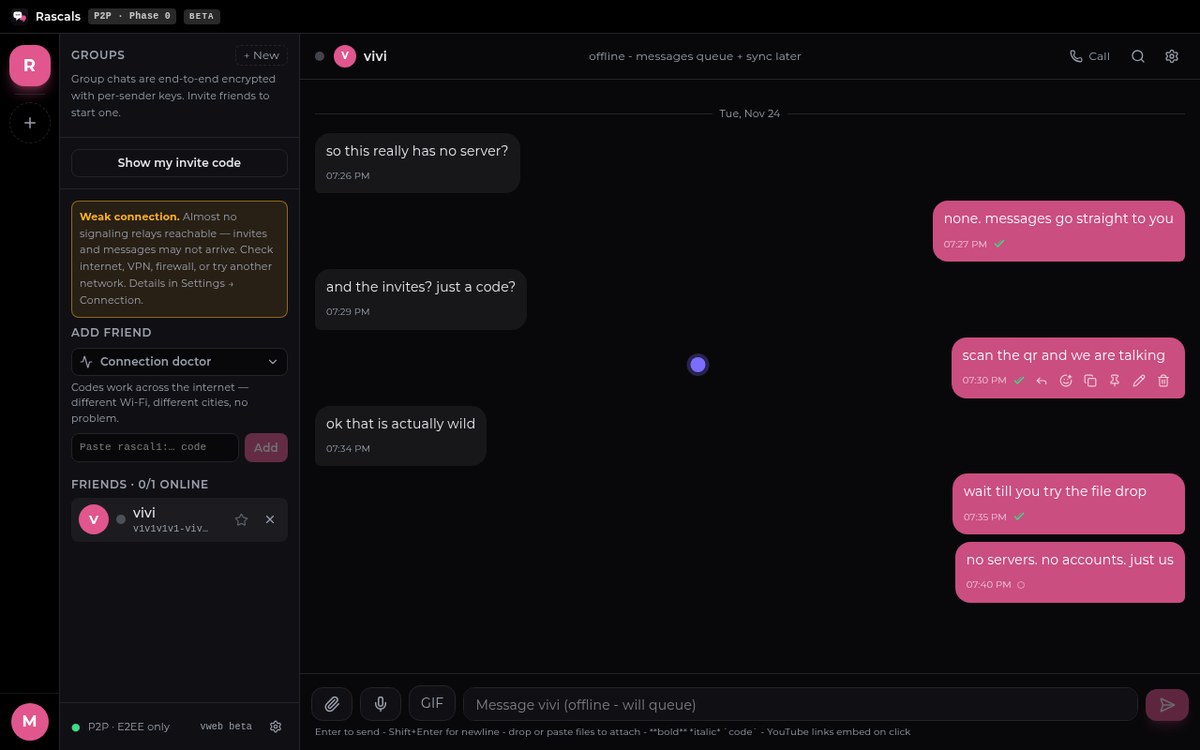 Rascals P2P · Phase 0 BETA
R
GROUPS
+ New
Group chats are end-to-end encrypted
with per-sender keys. Invite friends to
start one.
Show my invite code
Weak connection. Almost no
signaling relays reachable — invites
and messages may not arrive. Check
internet, VPN, firewall, or try another
network. Details in Settings →
Connection.
ADD FRIEND
Connection doctor
Codes work across the internet —
different Wi-Fi, different cities, no
problem.
Paste rascal1:… code
Add
FRIENDS · 0/1 ONLINE
V
vivi
v1v1v1v1-viv…
M
P2P · E2EE only
vweb beta
V
vivi
offline - messages queue + sync later
Call
Tue, Nov 24
so this really has no server?
07:26 PM
none. messages go straight to you
07:27 PM
and the invites? just a code?
07:29 PM
scan the qr and we are talking
07:30 PM
ok that is actually wild
07:34 PM
wait till you try the file drop
07:35 PM
no servers. no accounts. just us
07:40 PM
GIF
Message vivi (offline - will queue)
Enter to send - Shift+Enter for newline - drop or paste files to attach - **bold** *italic* `code` - YouTube links embed on click